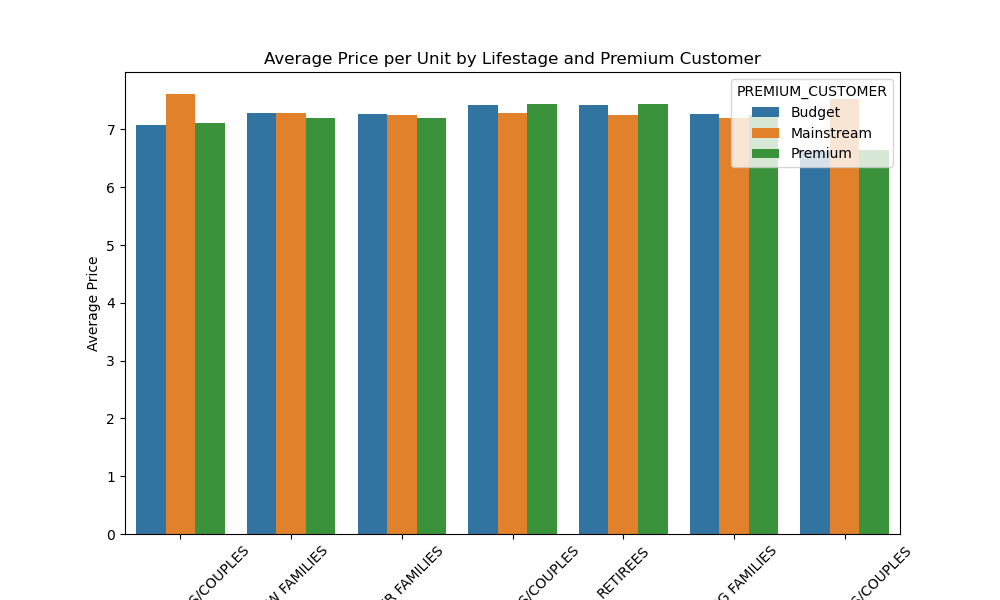 Average Price per Unit by Lifestage and Premium Customer
PREMIUM_CUSTOMER
Budget
Mainstream
Premium
Average Price
7
6
5
4
3
2
1
0
S/COUPLES
W FAMILIES
R FAMILIES
S/COUPLES
RETIREES
G FAMILIES
S/COUPLES